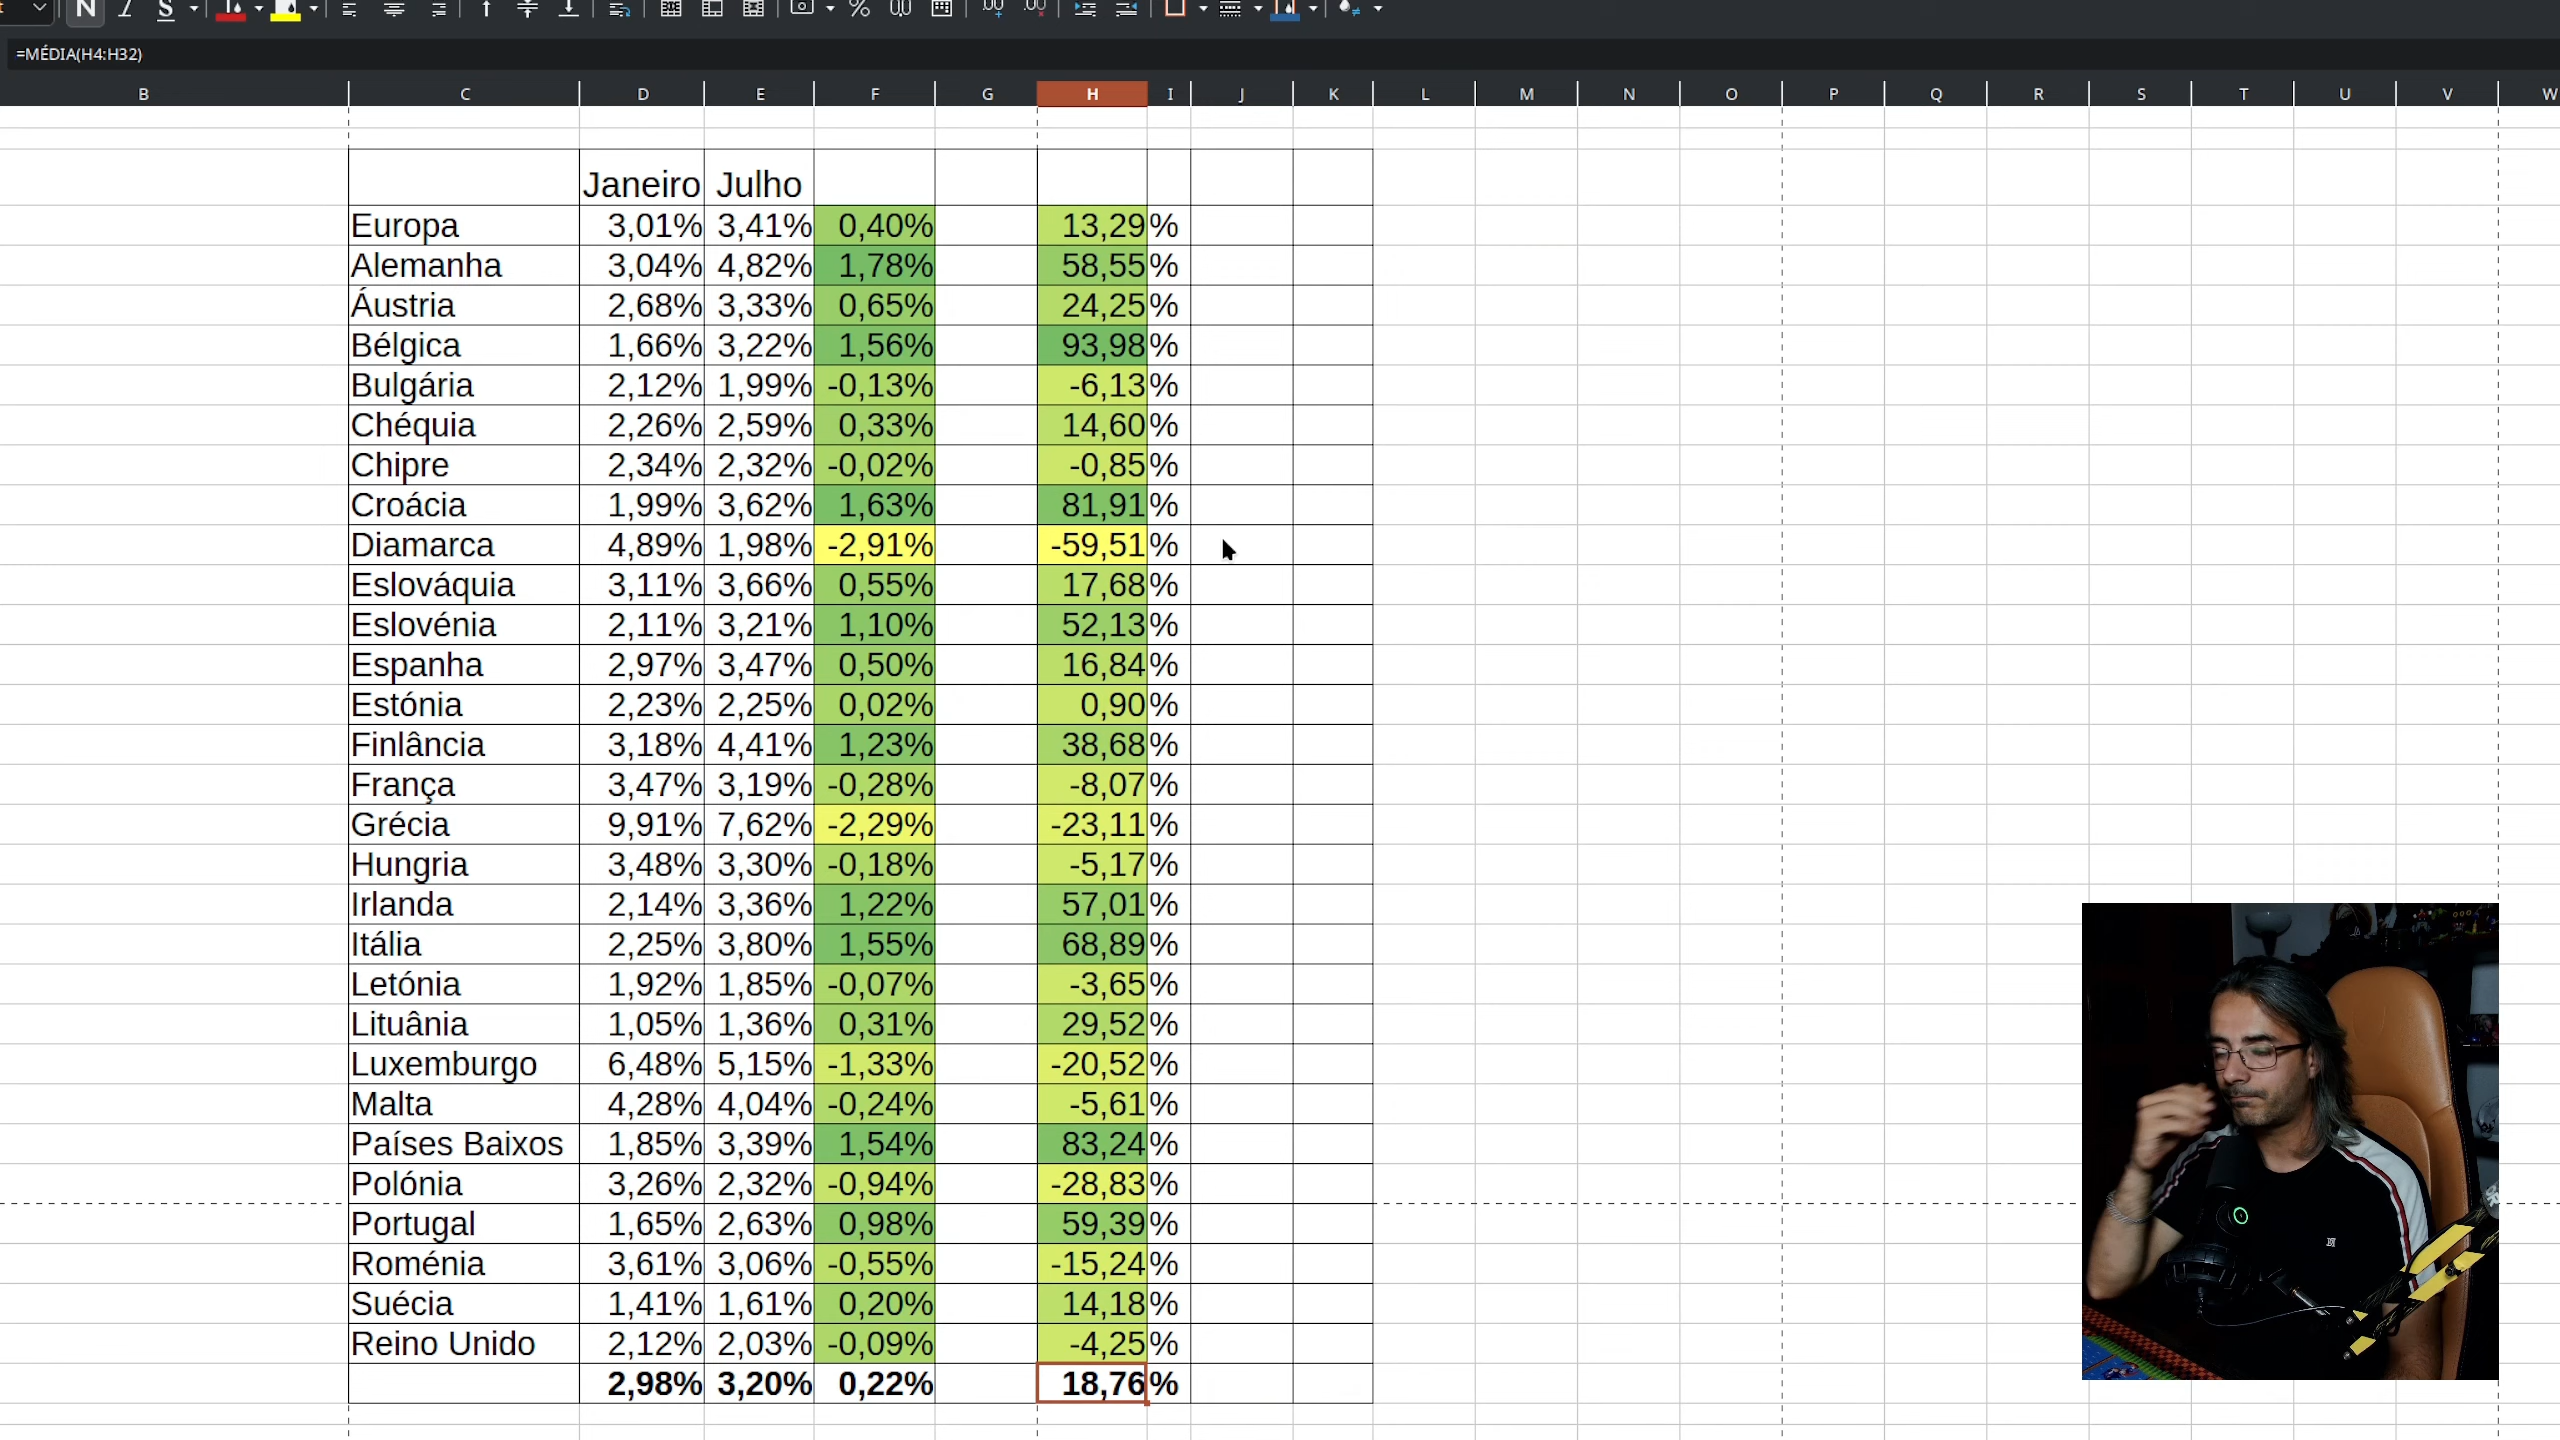 =MÉDIA(H4:H32)
B C D E F G H I J K L M N O P Q R S T U V W
Janeiro Julho
Europa 3,01% 3,41% 0,40% 13,29 %
Alemanha 3,04% 4,82% 1,78% 58,55 %
Áustria 2,68% 3,33% 0,65% 24,25 %
Bélgica 1,66% 3,22% 1,56% 93,98 %
Bulgária 2,12% 1,99% -0,13% -6,13 %
Chéquia 2,26% 2,59% 0,33% 14,60 %
Chipre 2,34% 2,32% -0,02% -0,85 %
Croácia 1,99% 3,62% 1,63% 81,91 %
Diamarca 4,89% 1,98% -2,91% -59,51 %
Eslováquia 3,11% 3,66% 0,55% 17,68 %
Eslovénia 2,11% 3,21% 1,10% 52,13 %
Espanha 2,97% 3,47% 0,50% 16,84 %
Estónia 2,23% 2,25% 0,02% 0,90 %
Finlância 3,18% 4,41% 1,23% 38,68 %
França 3,47% 3,19% -0,28% -8,07 %
Grécia 9,91% 7,62% -2,29% -23,11 %
Hungria 3,48% 3,30% -0,18% -5,17 %
Irlanda 2,14% 3,36% 1,22% 57,01 %
Itália 2,25% 3,80% 1,55% 68,89 %
Letónia 1,92% 1,85% -0,07% -3,65 %
Lituânia 1,05% 1,36% 0,31% 29,52 %
Luxemburgo 6,48% 5,15% -1,33% -20,52 %
Malta 4,28% 4,04% -0,24% -5,61 %
Países Baixos 1,85% 3,39% 1,54% 83,24 %
Polónia 3,26% 2,32% -0,94% -28,83 %
Portugal 1,65% 2,63% 0,98% 59,39 %
Roménia 3,61% 3,06% -0,55% -15,24 %
Suécia 1,41% 1,61% 0,20% 14,18 %
Reino Unido 2,12% 2,03% -0,09% -4,25 %
2,98% 3,20% 0,22% 18,76 %